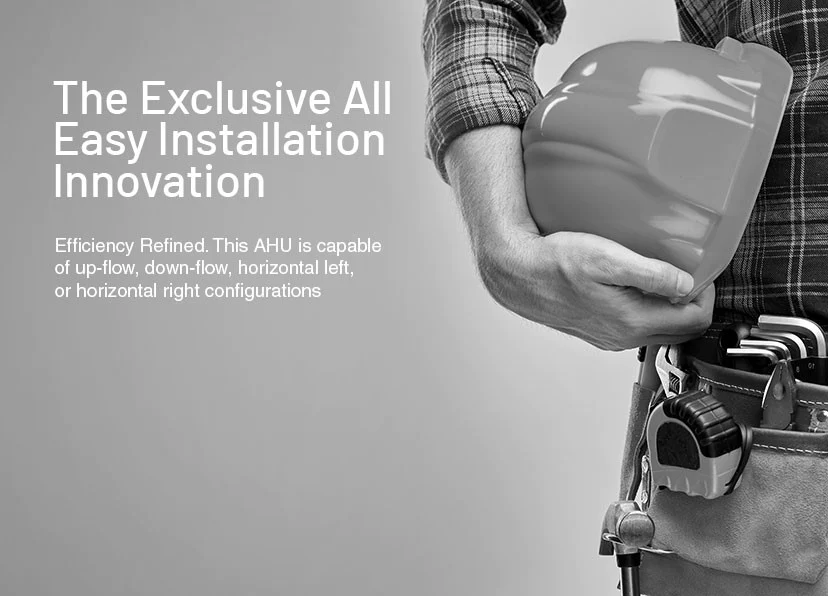 The Exclusive All
Easy Installation
Innovation
Efficiency Refined. This AHU is capable
of up-flow, down-flow, horizontal left,
or horizontal right configurations